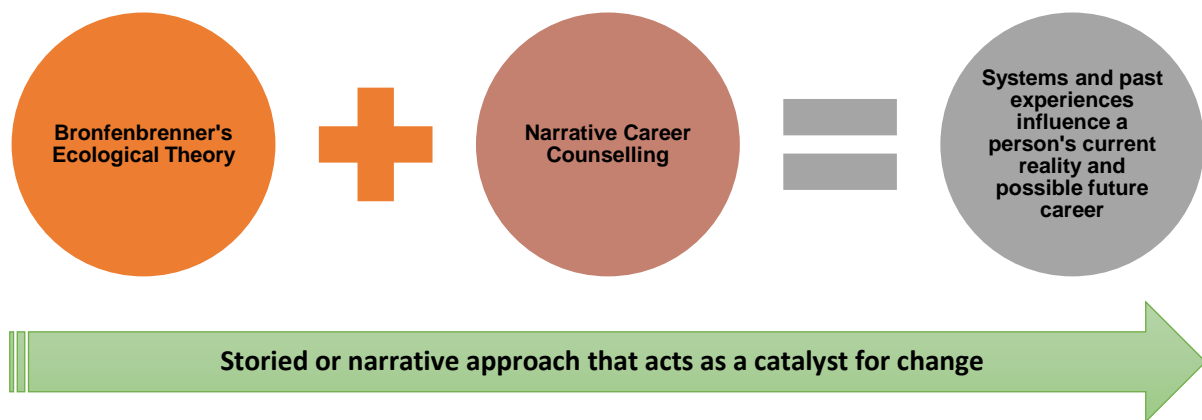 Bronfenbrenner's
Ecological Theory
Narrative Career
Counselling
Systems and past
experiences
influence a
person's current
reality and
possible future
career
Storied or narrative approach that acts as a catalyst for change